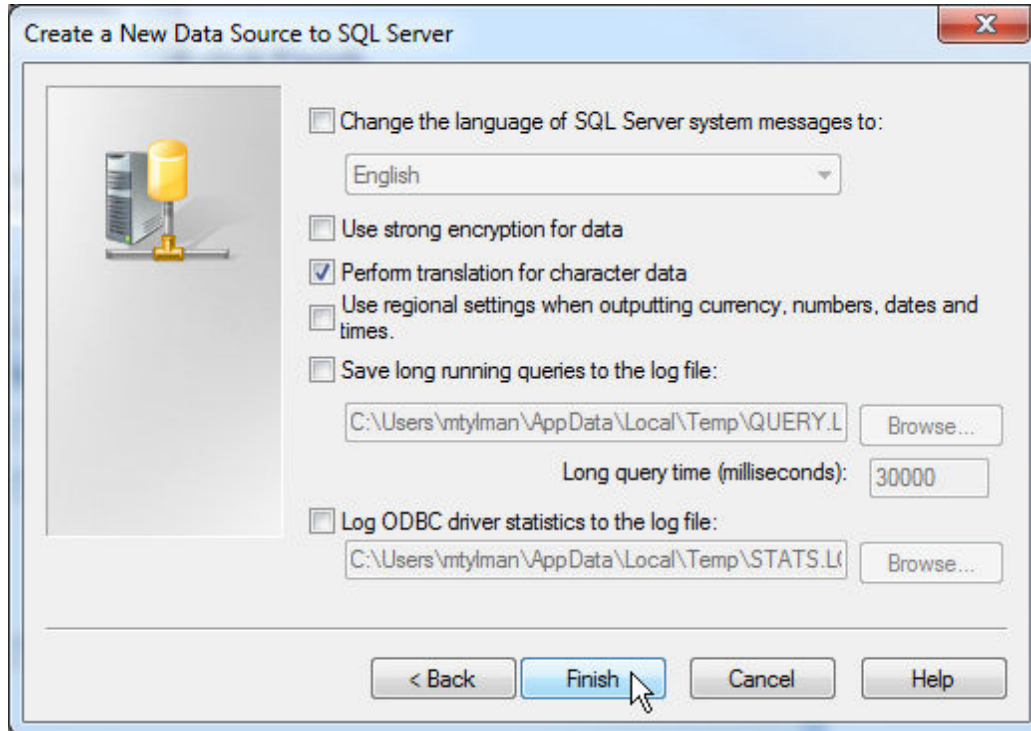 Create a New Data Source to SQL Server
Change the language of SQL Server system messages to:
English
Use strong encryption for data
Perform translation for character data
Use regional settings when outputting currency, numbers, dates and
times.
Save long running queries to the log file:
C:\Users\mtylman\AppData\Local\Temp\QUERY.L
Browse...
Long query time (milliseconds):
30000
Log ODBC driver statistics to the log file:
C:\Users\mtylman\AppData\Local\Temp\STATS.L
Browse...
< Back
Finish
Cancel
Help